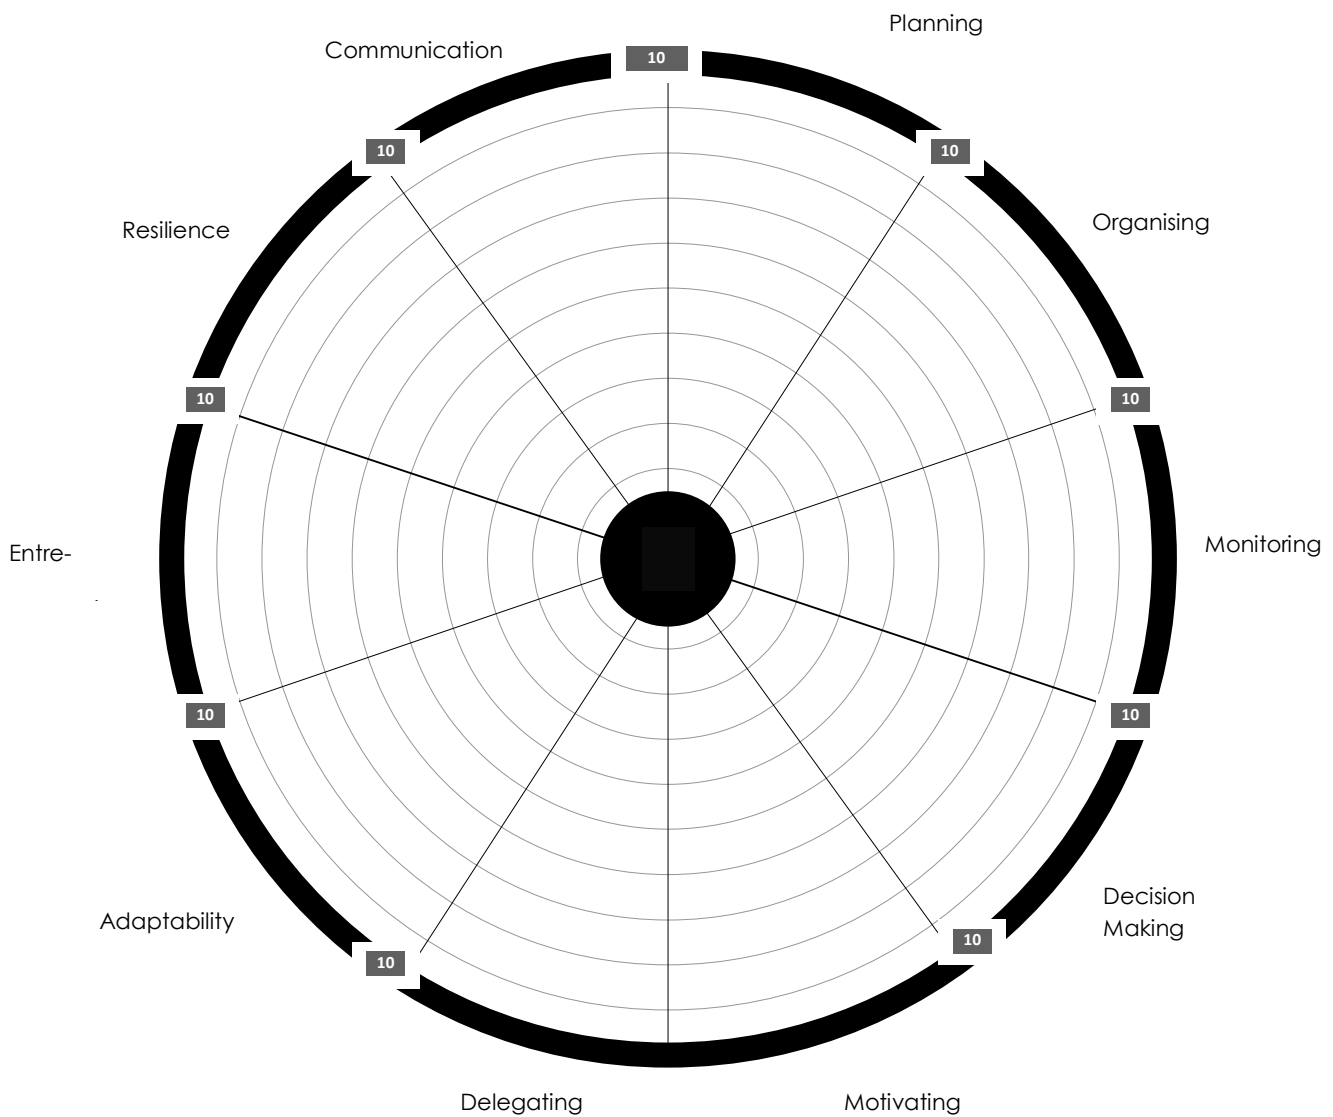 Planning
Communication
10
10
10
Organising
Resilience
10
10
Monitoring
Entre-
10
10
Decision
Making
Adaptability
10
10
Delegating
Motivating